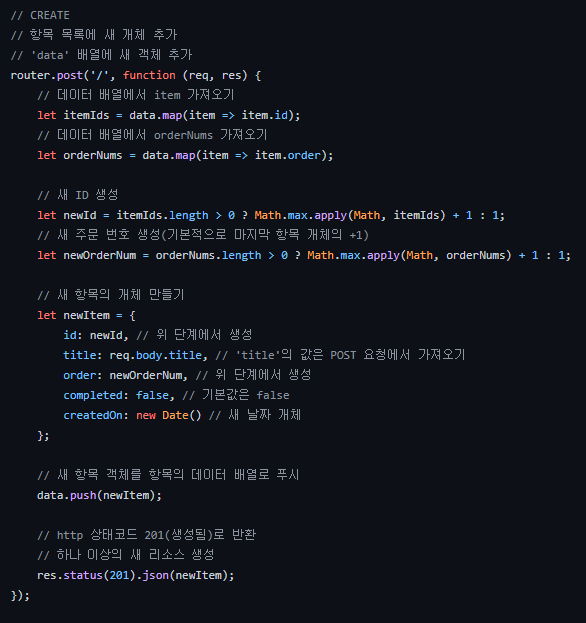 // CREATE
// 항목 목록에 새 개체 추가
// 'data' 배열에 새 객체 추가
router.post('/', function (req, res) {
    // 데이터 배열에서 item 가져오기
    let itemIds = data.map(item => item.id);
    // 데이터 배열에서 orderNums 가져오기
    let orderNums = data.map(item => item.order);

    // 새 ID 생성
    let newId = itemIds.length > 0 ? Math.max.apply(Math, itemIds) + 1 : 1;
    // 새 주문 번호 생성(기본적으로 마지막 항목 개체의 +1)
    let newOrderNum = orderNums.length > 0 ? Math.max.apply(Math, orderNums) + 1 : 1;

    // 새 항목의 개체 만들기
    let newItem = {
        id: newId, // 위 단계에서 생성
        title: req.body.title, // 'title'의 값은 POST 요청에서 가져오기
        order: newOrderNum, // 위 단계에서 생성
        completed: false, // 기본값은 false
        createdOn: new Date() // 새 날짜 개체
    };

    // 새 항목 객체를 항목의 데이터 배열로 푸시
    data.push(newItem);

    // http 상태코드 201(생성됨)로 반환
    // 하나 이상의 새 리소스 생성
    res.status(201).json(newItem);
});